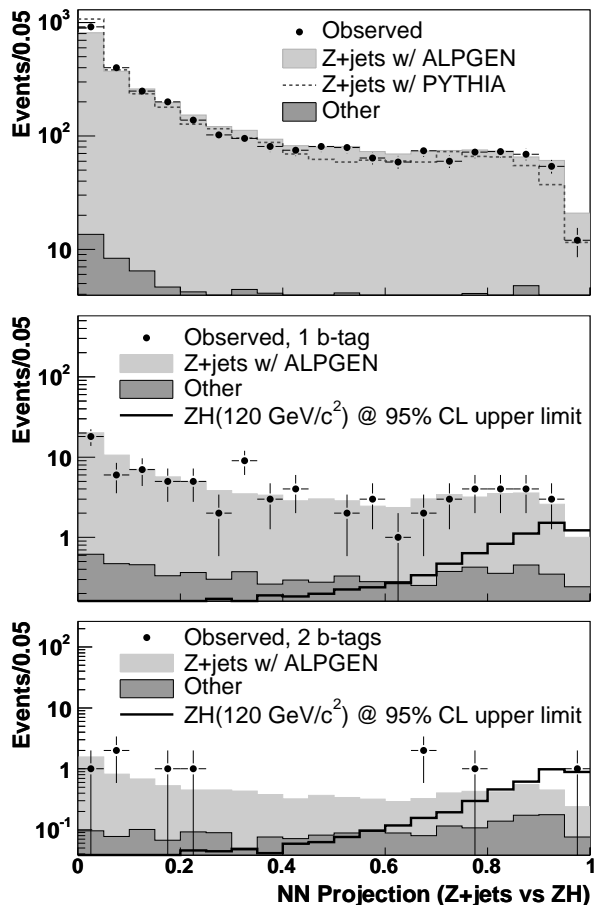 10³
10²
10
Events/0.05
Observed
Z+jets w/ ALPGEN
Z+jets w/ PYTHIA
Other
10²
10
1
Events/0.05
Observed, 1 b-tag
Z+jets w/ ALPGEN
Other
ZH(120 GeV/c²) @ 95% CL upper limit
10²
10
1
10⁻¹
Events/0.05
Observed, 2 b-tags
Z+jets w/ ALPGEN
Other
ZH(120 GeV/c²) @ 95% CL upper limit
0 0.2 0.4 0.6 0.8 1
NN Projection (Z+jets vs ZH)